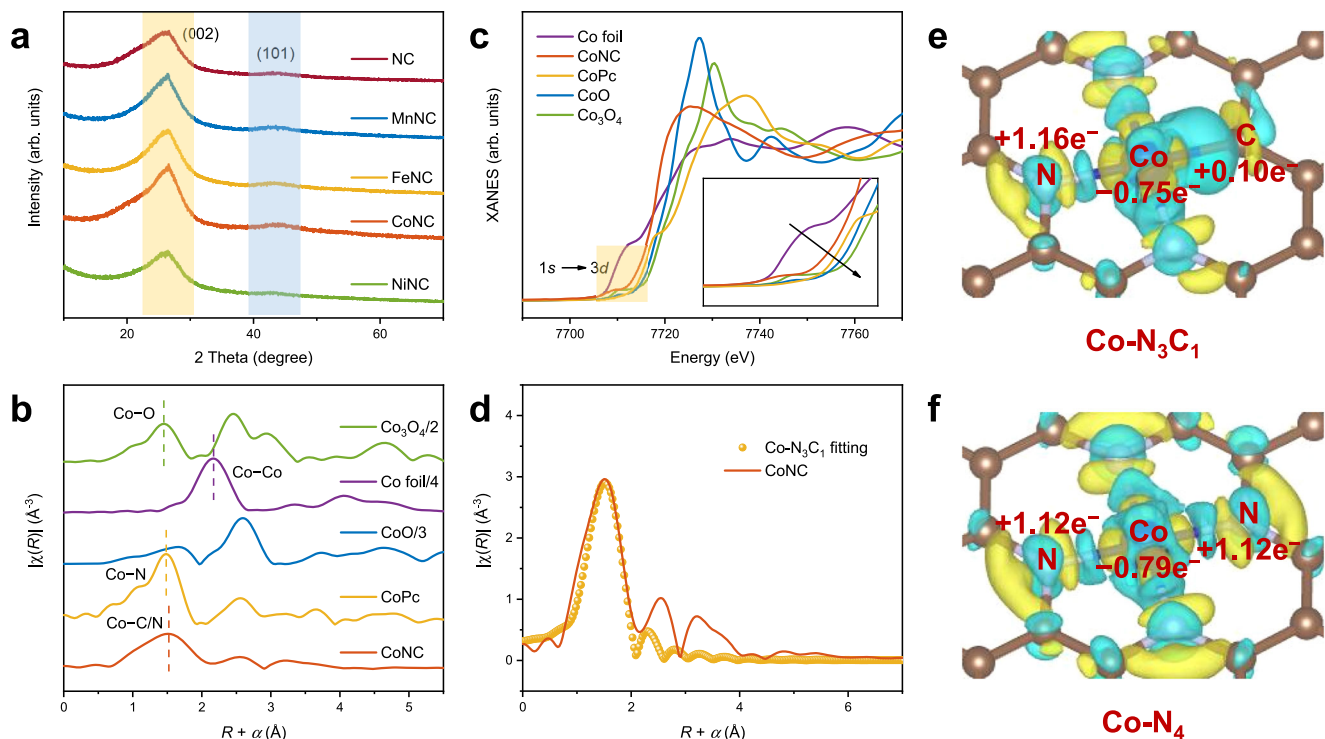 a
Intensity (arb. units)
(002)
(101)
NC
MnNC
FeNC
CoNC
NiNC
20
40
60
2 Theta (degree)
b
|χ(R)| (Å⁻³)
Co−O
Co₃O₄/2
Co−Co
Co foil/4
CoO/3
Co−N
CoPc
Co−C/N
CoNC
0
1
2
3
4
5
R + α (Å)
c
XANES (arb. units)
Co foil
CoNC
CoPc
CoO
Co₃O₄
1s → 3d
7700
7720
7740
7760
Energy (eV)
d
|χ(R)| (Å⁻³)
4
3
2
1
0
Co-N₃C₁ fitting
CoNC
0
2
4
6
R + α (Å)
e
+1.16e⁻
N
Co
−0.75e⁻
C
+0.10e⁻
Co-N₃C₁
f
+1.12e⁻
N
Co
−0.79e⁻
N
+1.12e⁻
Co-N₄